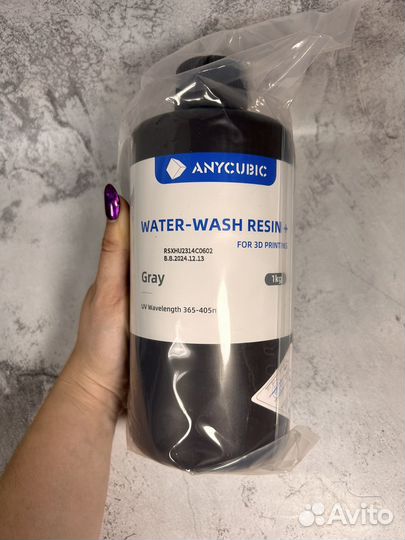 ANYCUBIC
WATER-WASH RESIN +
FOR 3D PRINTING
RSXHU2314C0602
B.B.2024.12.13
Gray
1kg
UV Wavelength 365-405n
Avito